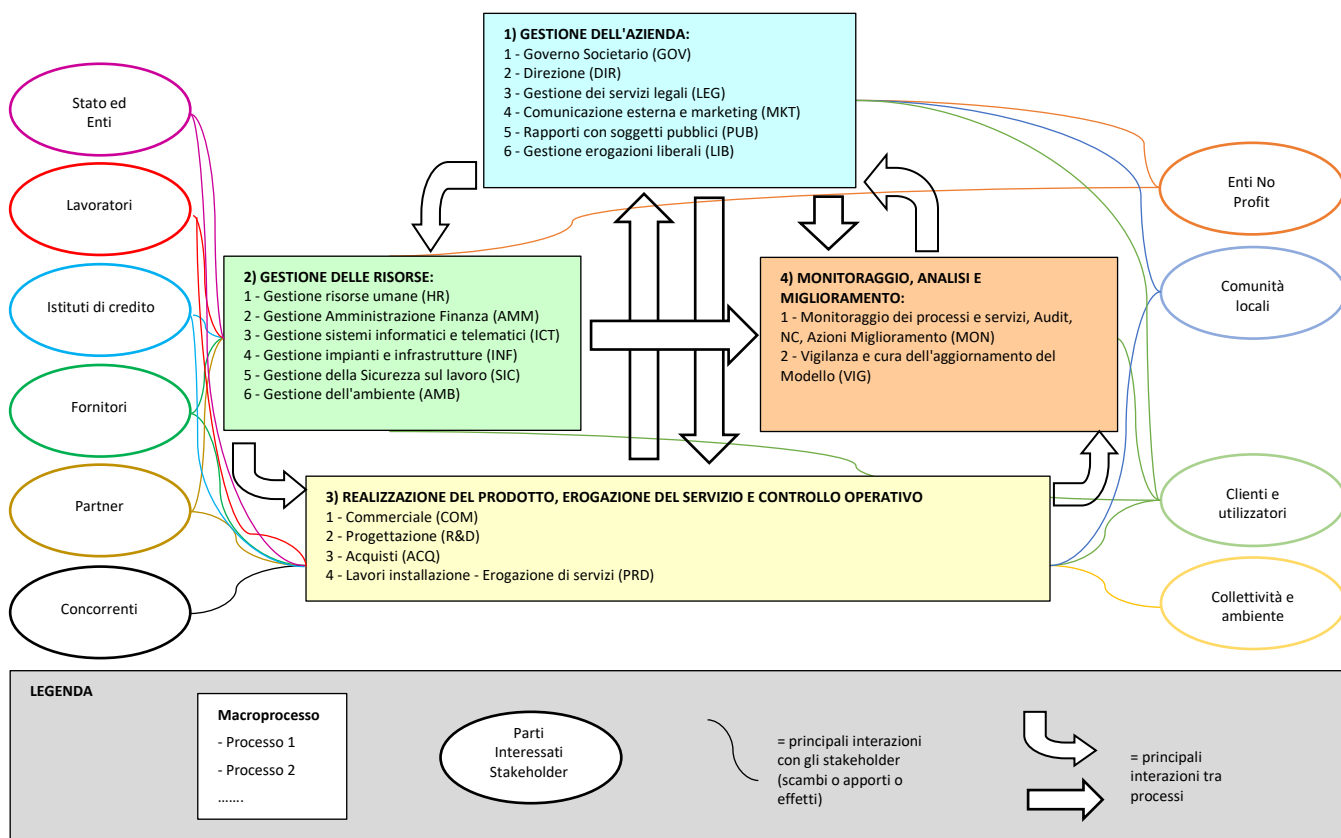 1) GESTIONE DELL'AZIENDA:
1 - Governo Societario (GOV)
2 - Direzione (DIR)
3 - Gestione dei servizi legali (LEG)
4 - Comunicazione esterna e marketing (MKT)
5 - Rapporti con soggetti pubblici (PUB)
6 - Gestione erogazioni liberali (LIB)
Stato ed
Enti
Lavoratori
Istituti di credito
Fornitori
Partner
Concorrenti
2) GESTIONE DELLE RISORSE:
1 - Gestione risorse umane (HR)
2 - Gestione Amministrazione Finanza (AMM)
3 - Gestione sistemi informatici e telematici (ICT)
4 - Gestione impianti e infrastrutture (INF)
5 - Gestione della Sicurezza sul lavoro (SIC)
6 - Gestione dell'ambiente (AMB)
4) MONITORAGGIO, ANALISI E
MIGLIORAMENTO:
1 - Monitoraggio dei processi e servizi, Audit,
NC, Azioni Miglioramento (MON)
2 - Vigilanza e cura dell'aggiornamento del
Modello (VIG)
Enti No
Profit
Comunità
locali
Clienti e
utilizzatori
Collettività e
ambiente
3) REALIZZAZIONE DEL PRODOTTO, EROGAZIONE DEL SERVIZIO E CONTROLLO OPERATIVO
1 - Commerciale (COM)
2 - Progettazione (R&D)
3 - Acquisti (ACQ)
4 - Lavori installazione - Erogazione di servizi (PRD)
LEGENDA
Macroprocesso
- Processo 1
- Processo 2
…….
Parti
Interessati
Stakeholder
= principali interazioni
con gli stakeholder
(scambi o apporti o
effetti)
= principali
interazioni tra
processi